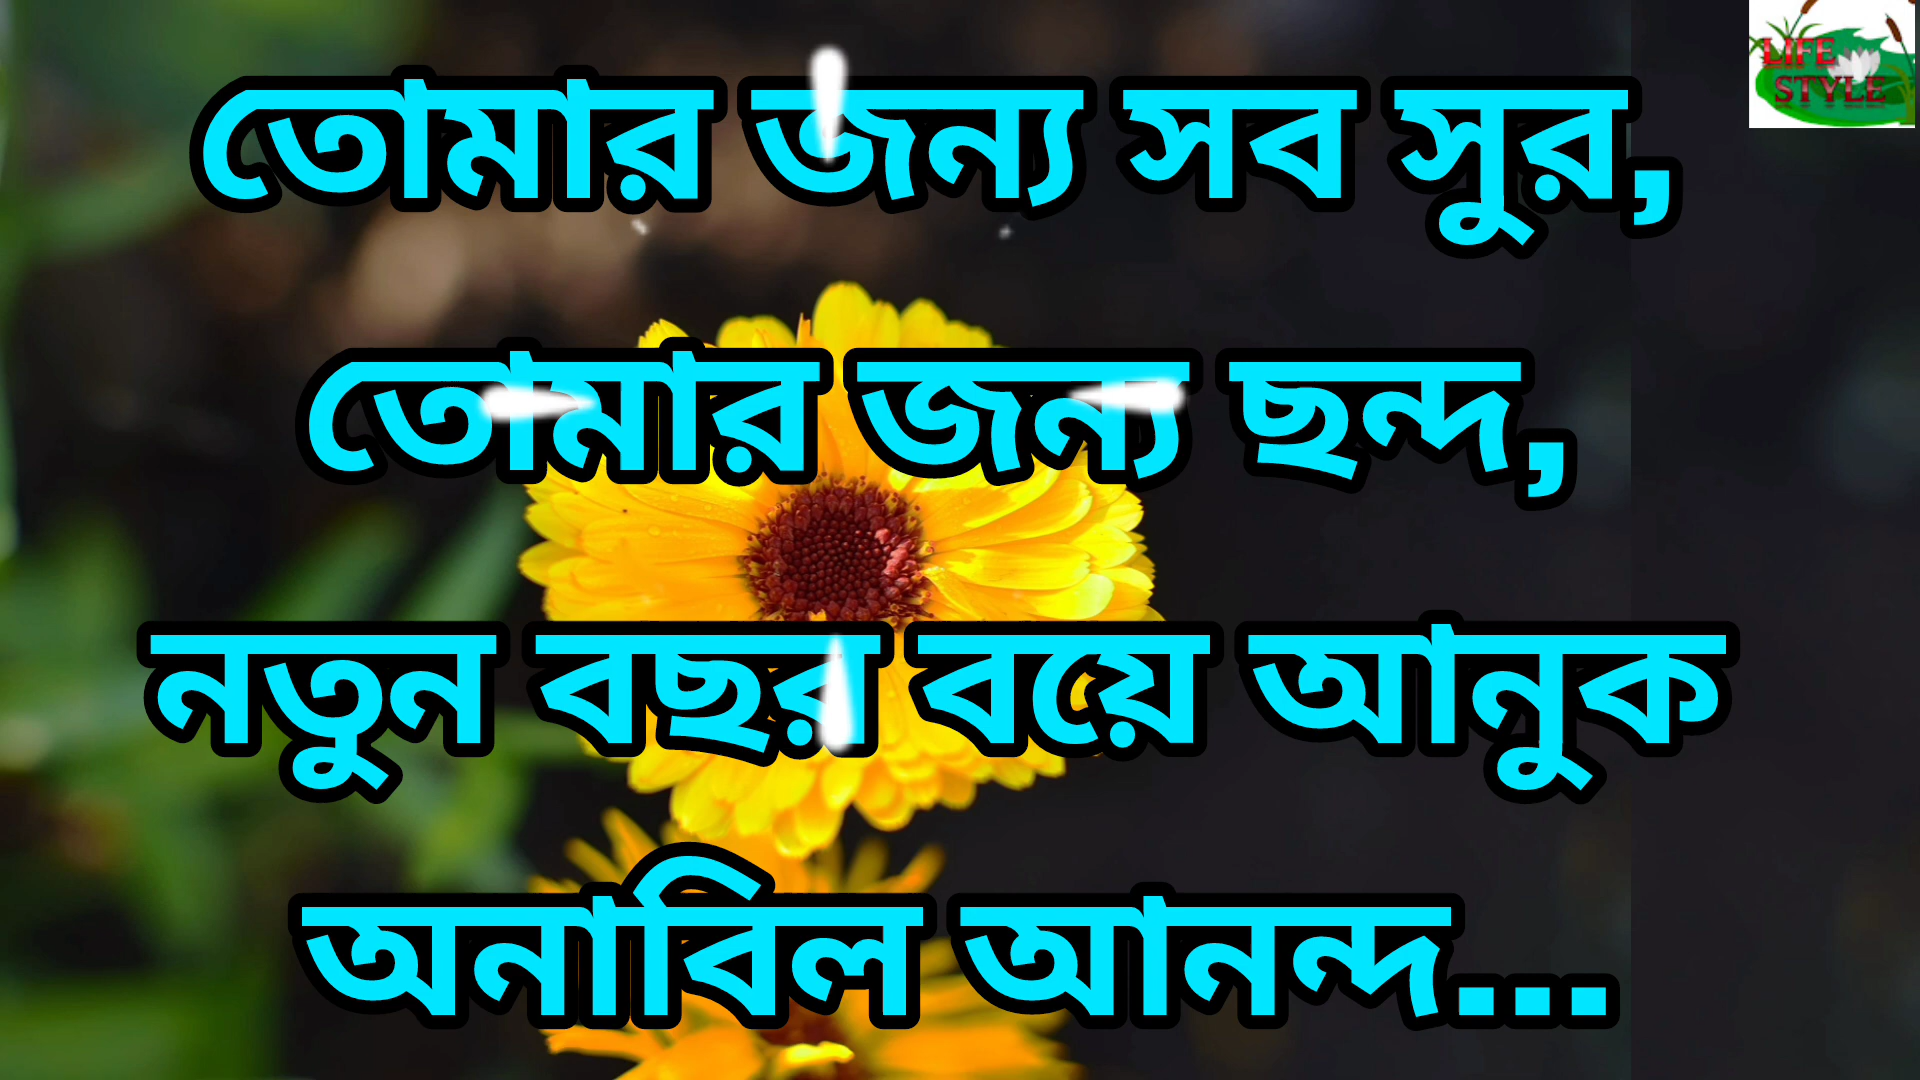 তোমার জন্য সব সুর,
তোমার জন্য ছন্দ,
নতুন বছর বয়ে আনুক
অনাবিল আনন্দ...
LIFE
STYLE